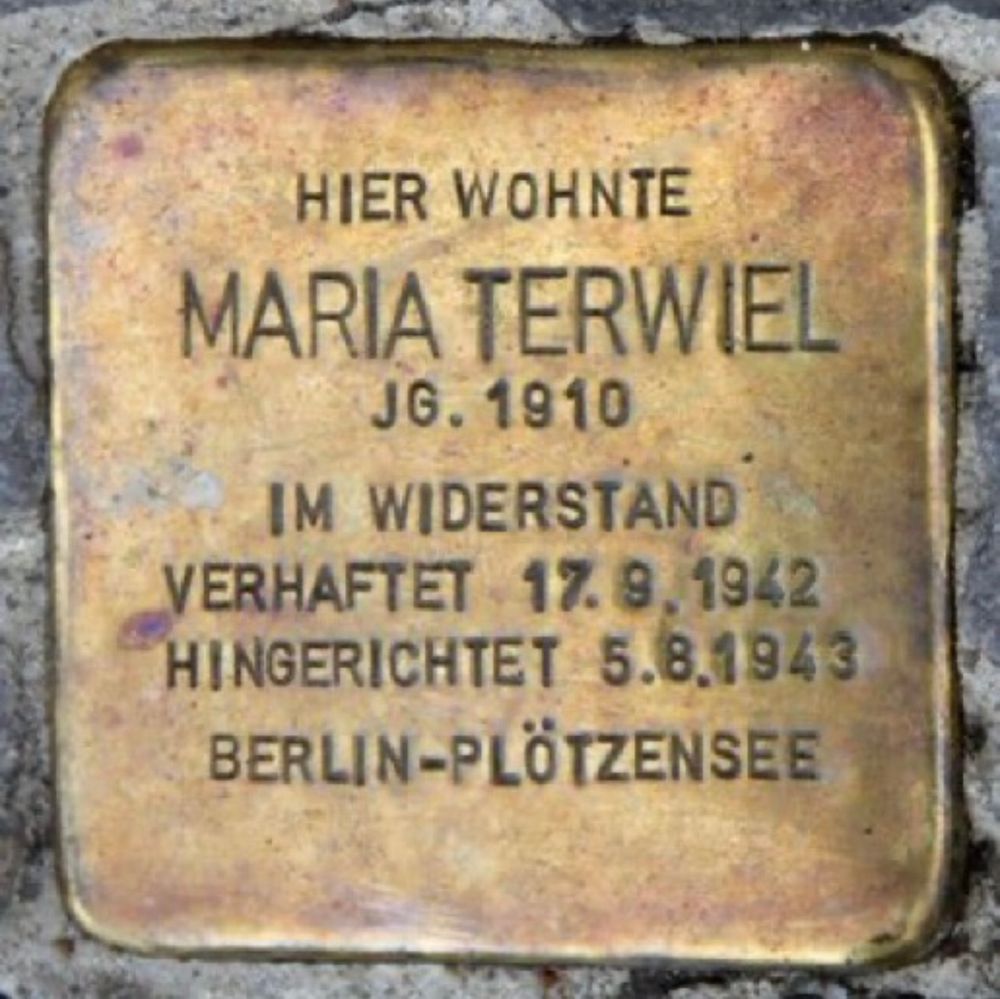 HIER WOHNTE
MARIA TERWIEL
JG. 1910
IM WIDERSTAND
VERHAFTET 17.9.1942
HINGERICHTET 5.8.1943
BERLIN-PLÖTZENSEE